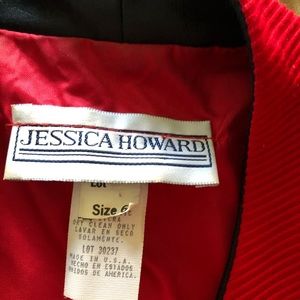 JESSICA HOWARD
Lot
Size 6
DRY CLEAN ONLY
LAVAR EN SECO
SOLAMENTE.
LOT 30237
MADE IN U.S.A.
HECHO EN ESTADOS
UNIDOS DE AMERICA